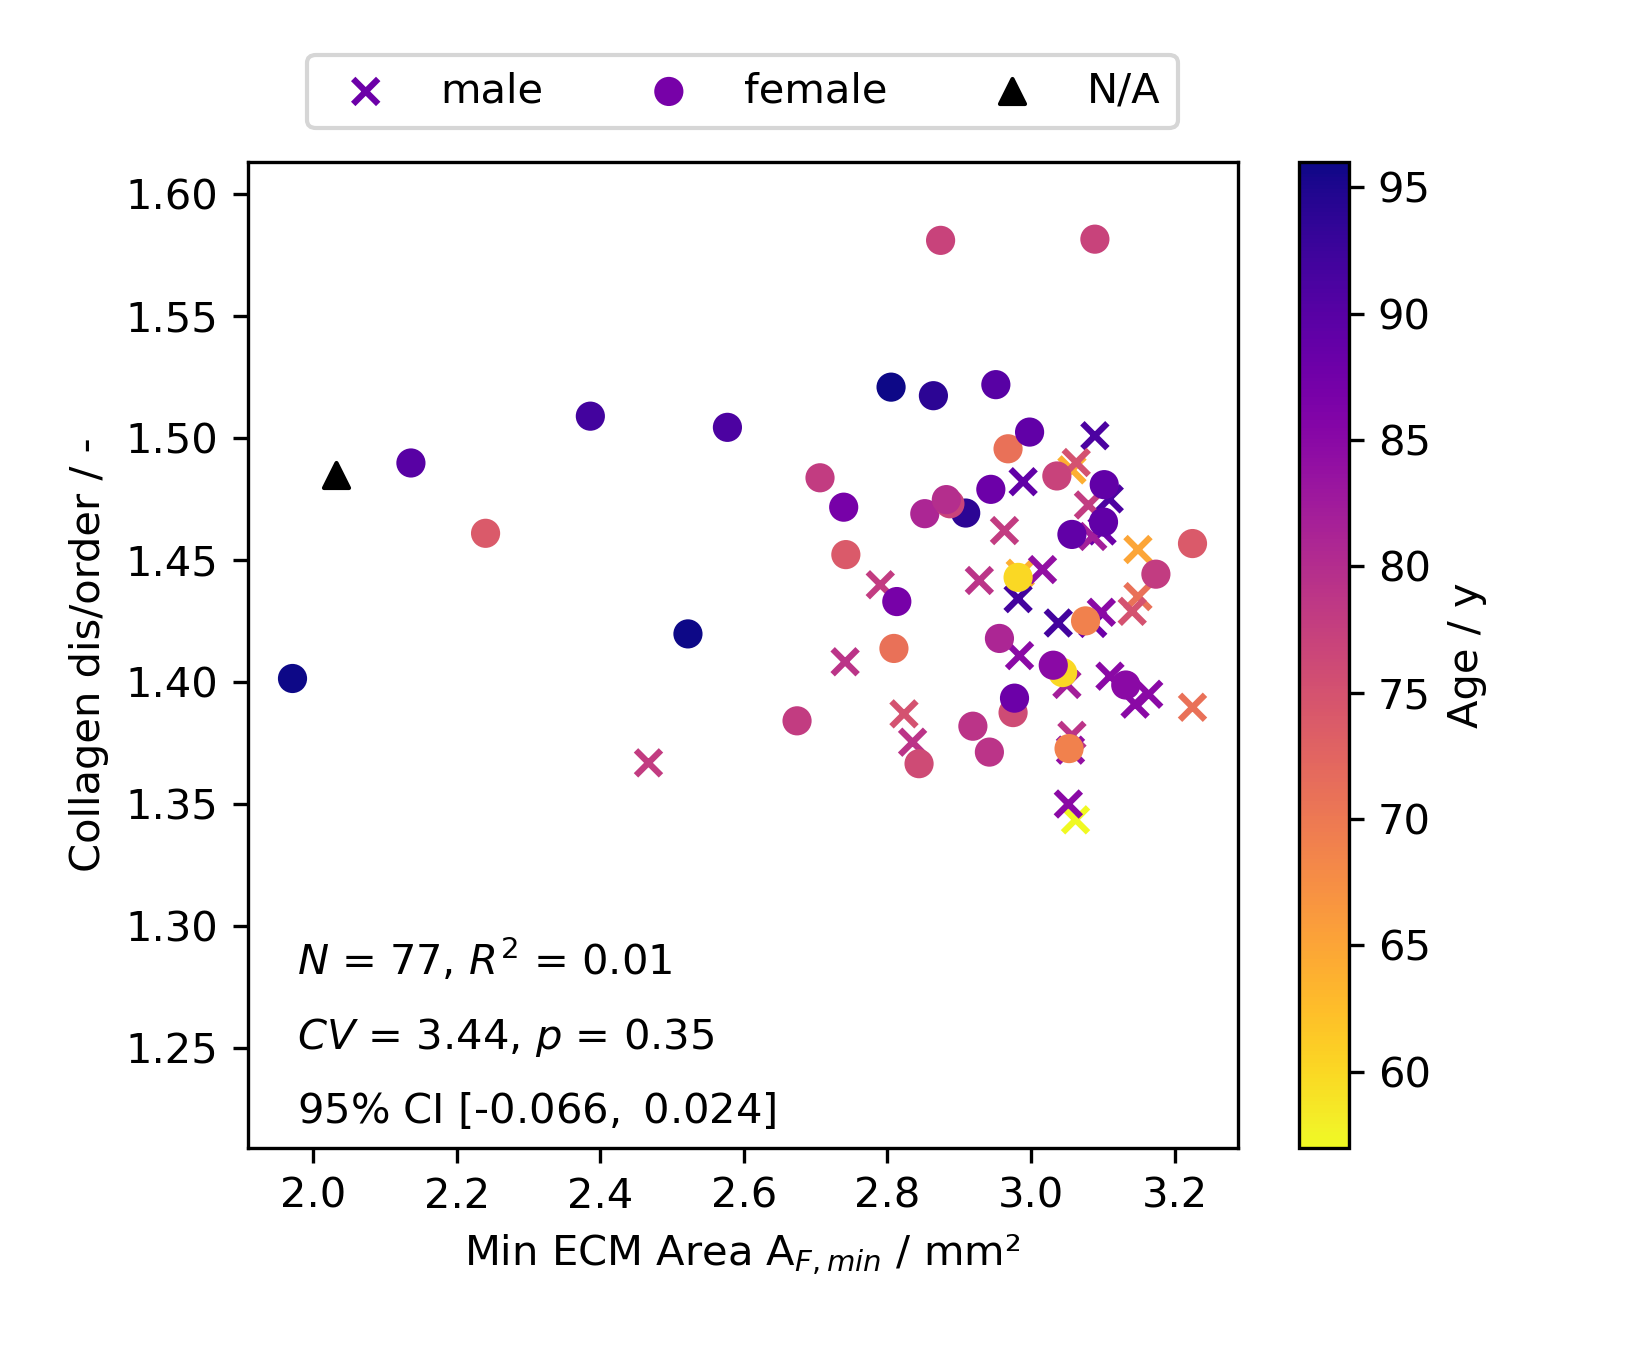 male female N/A
1.60
1.55
1.50
1.45
1.40
1.35
1.30
1.25
Collagen dis/order / -
N = 77, R² = 0.01
CV = 3.44, p = 0.35
95% CI [-0.066, 0.024]
2.0 2.2 2.4 2.6 2.8 3.0 3.2
Min ECM Area A_{F,min} / mm²
95
90
85
80
75
70
65
60
Age / y